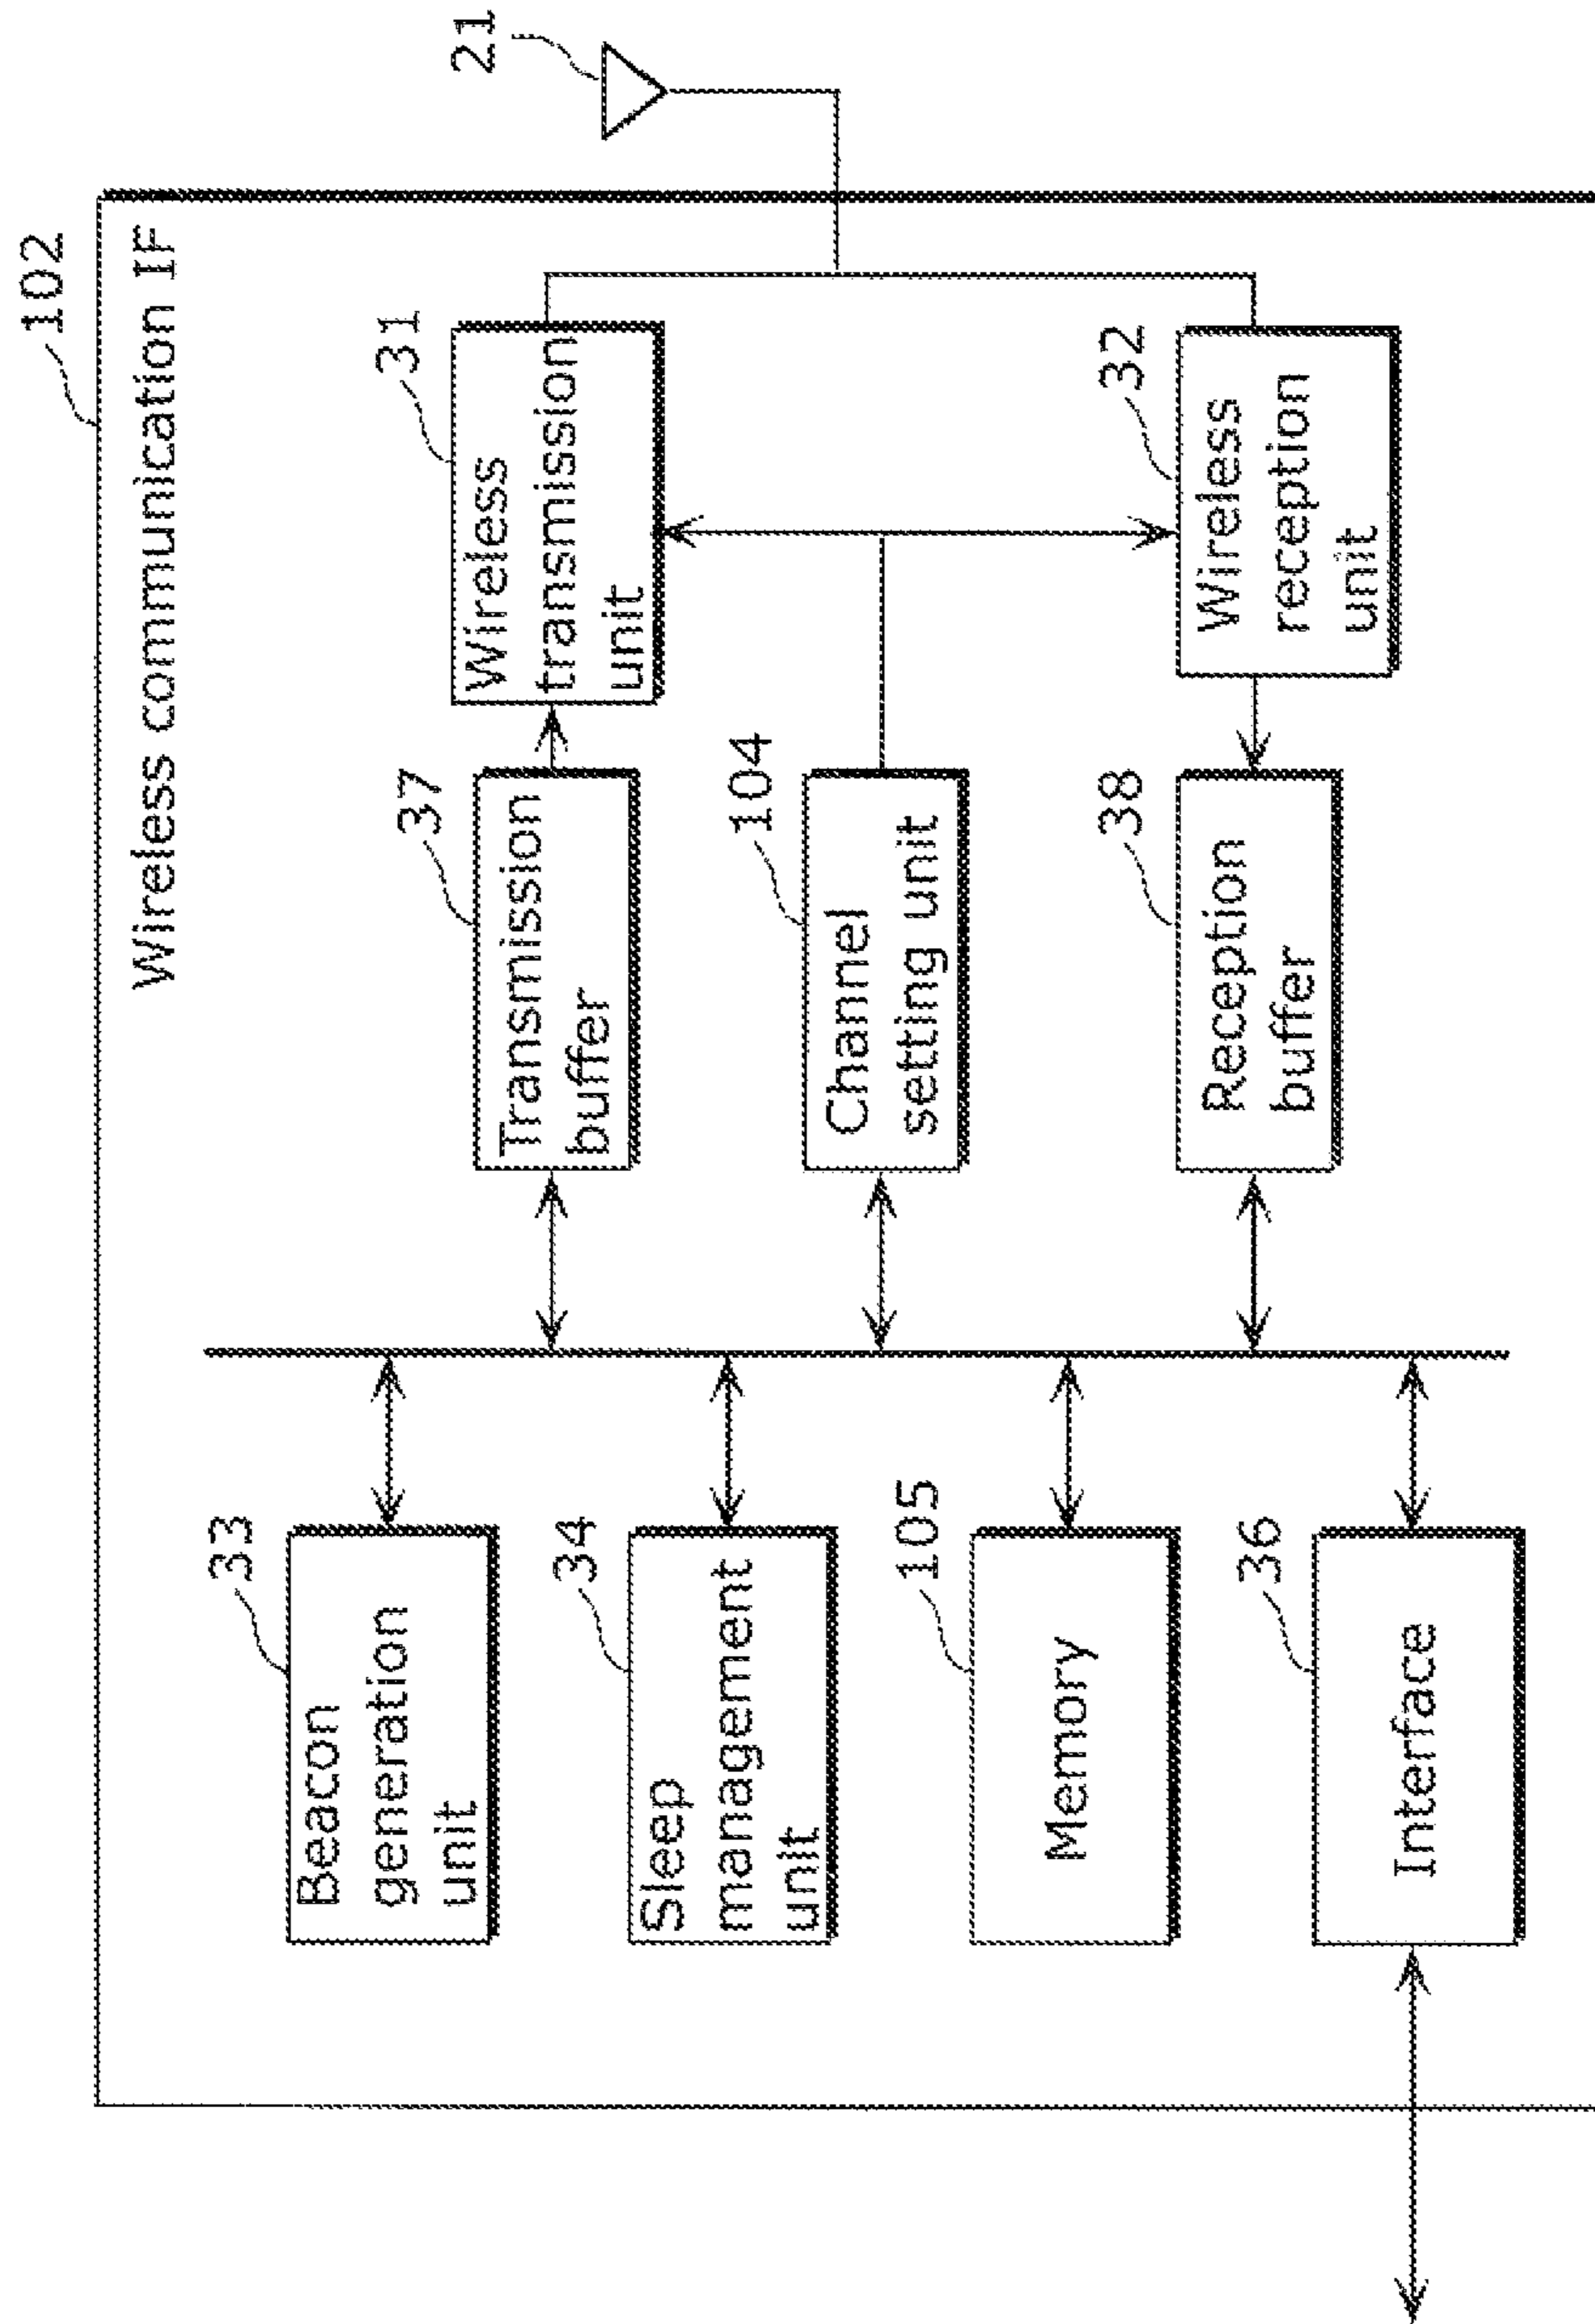 102
Wireless communication IF
21
33
Beacon
generation
unit
34
Sleep
management
unit
105
Memory
36
Interface
37
Transmission
buffer
104
Channel
setting unit
38
Reception
buffer
31
Wireless
transmission
unit
32
Wireless
reception
unit